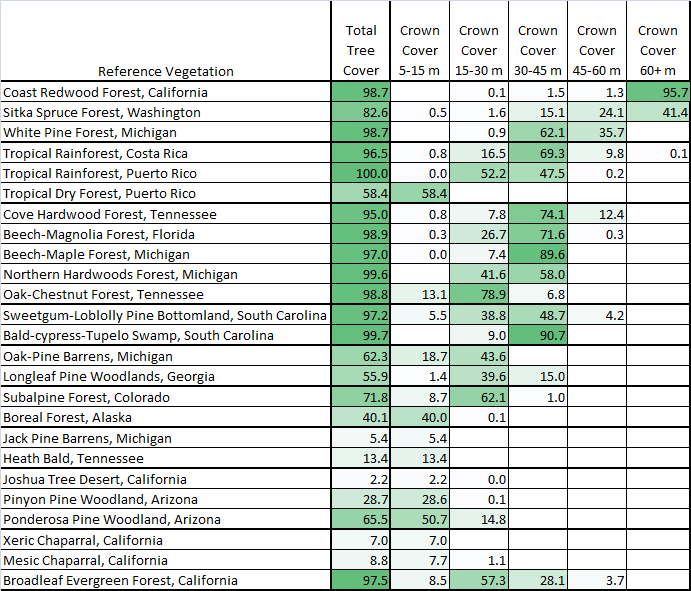 Total Crown Crown Crown Crown Crown
Tree Cover Cover Cover Cover Cover
Reference Vegetation Cover 5-15 m 15-30 m 30-45 m 45-60 m 60+ m
Coast Redwood Forest, California 98.7 0.1 1.5 1.3 95.7
Sitka Spruce Forest, Washington 82.6 0.5 1.6 15.1 24.1 41.4
White Pine Forest, Michigan 98.7 0.9 62.1 35.7
Tropical Rainforest, Costa Rica 96.5 0.8 16.5 69.3 9.8 0.1
Tropical Rainforest, Puerto Rico 100.0 0.0 52.2 47.5 0.2
Tropical Dry Forest, Puerto Rico 58.4 58.4
Cove Hardwood Forest, Tennessee 95.0 0.8 7.8 74.1 12.4
Beech-Magnolia Forest, Florida 98.9 0.3 26.7 71.6 0.3
Beech-Maple Forest, Michigan 97.0 0.0 7.4 89.6
Northern Hardwoods Forest, Michigan 99.6 41.6 58.0
Oak-Chestnut Forest, Tennessee 98.8 13.1 78.9 6.8
Sweetgum-Loblolly Pine Bottomland, South Carolina 97.2 5.5 38.8 48.7 4.2
Bald-cypress-Tupelo Swamp, South Carolina 99.7 9.0 90.7
Oak-Pine Barrens, Michigan 62.3 18.7 43.6
Longleaf Pine Woodlands, Georgia 55.9 1.4 39.6 15.0
Subalpine Forest, Colorado 71.8 8.7 62.1 1.0
Boreal Forest, Alaska 40.1 40.0 0.1
Jack Pine Barrens, Michigan 5.4 5.4
Heath Bald, Tennessee 13.4 13.4
Joshua Tree Desert, California 2.2 2.2 0.0
Pinyon Pine Woodland, Arizona 28.7 28.6 0.1
Ponderosa Pine Woodland, Arizona 65.5 50.7 14.8
Xeric Chaparral, California 7.0 7.0
Mesic Chaparral, California 8.8 7.7 1.1
Broadleaf Evergreen Forest, California 97.5 8.5 57.3 28.1 3.7